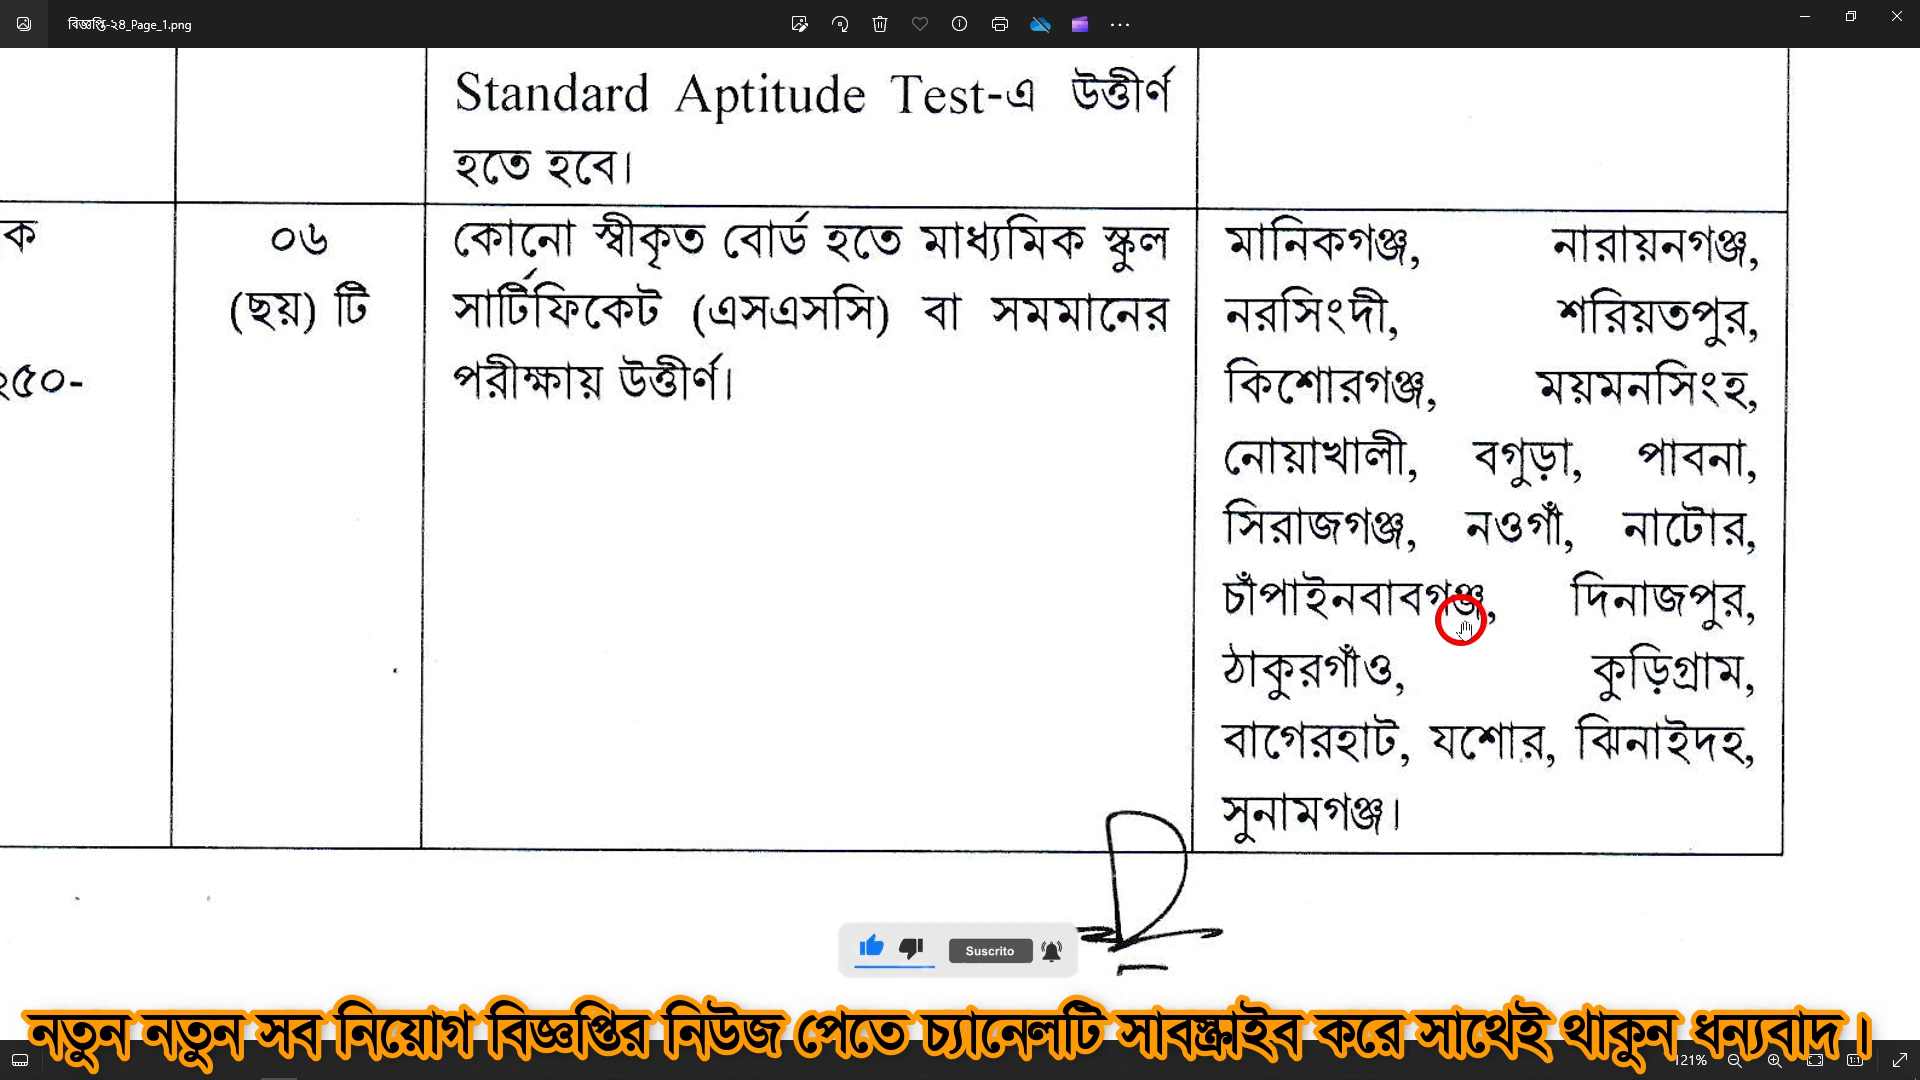 বিজ্ঞপ্তি-২৪_Page_1.png
Standard Aptitude Test-এ উত্তীর্ণ
হতে হবে।
ক
২৫০-
০৬
(ছয়) টি
কোনো স্বীকৃত বোর্ড হতে মাধ্যমিক স্কুল
সার্টিফিকেট (এসএসসি) বা সমমানের
পরীক্ষায় উত্তীর্ণ।
মানিকগঞ্জ, নারায়নগঞ্জ,
নরসিংদী, শরিয়তপুর,
কিশোরগঞ্জ, ময়মনসিংহ,
নোয়াখালী, বগুড়া, পাবনা,
সিরাজগঞ্জ, নওগাঁ, নাটোর,
চাঁপাইনবাবগঞ্জ, দিনাজপুর,
ঠাকুরগাঁও, কুড়িগ্রাম,
বাগেরহাট, যশোর, ঝিনাইদহ,
সুনামগঞ্জ।
Suscrito
নতুন নতুন সব নিয়োগ বিজ্ঞপ্তির নিউজ পেতে চ্যানেলটি সাবস্ক্রাইব করে সাথেই থাকুন ধন্যবাদ।
121%